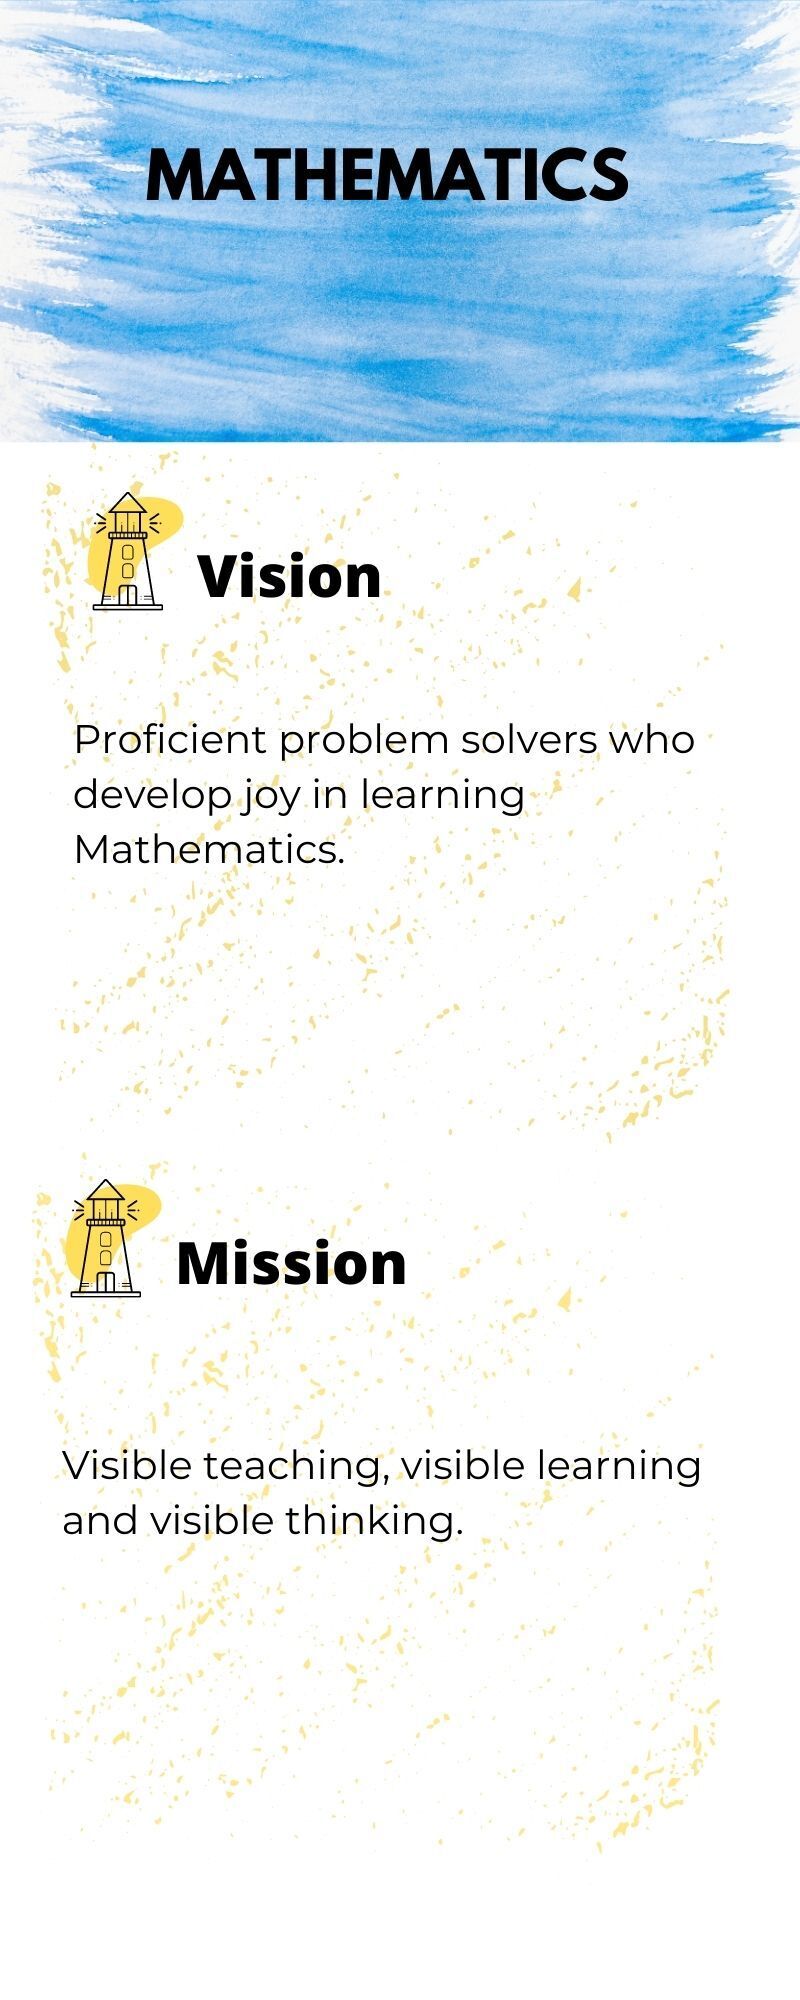 MATHEMATICS
Vision
Proficient problem solvers who
develop joy in learning
Mathematics.
Mission
Visible teaching, visible learning
and visible thinking.